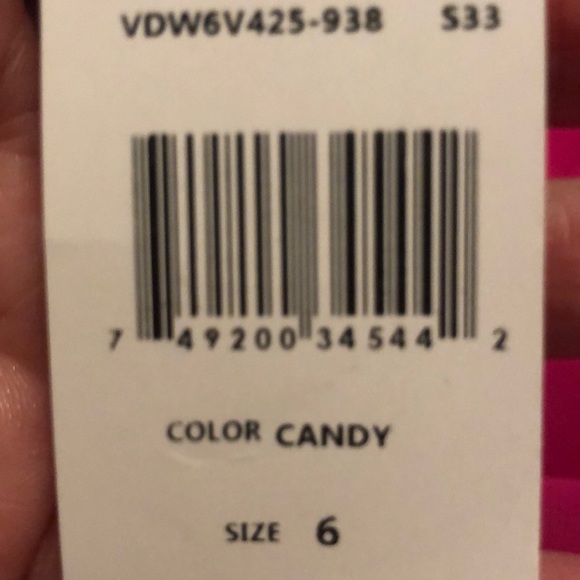 VDW6V425-938 S33
7 49200 34544 2
COLOR CANDY
SIZE 6